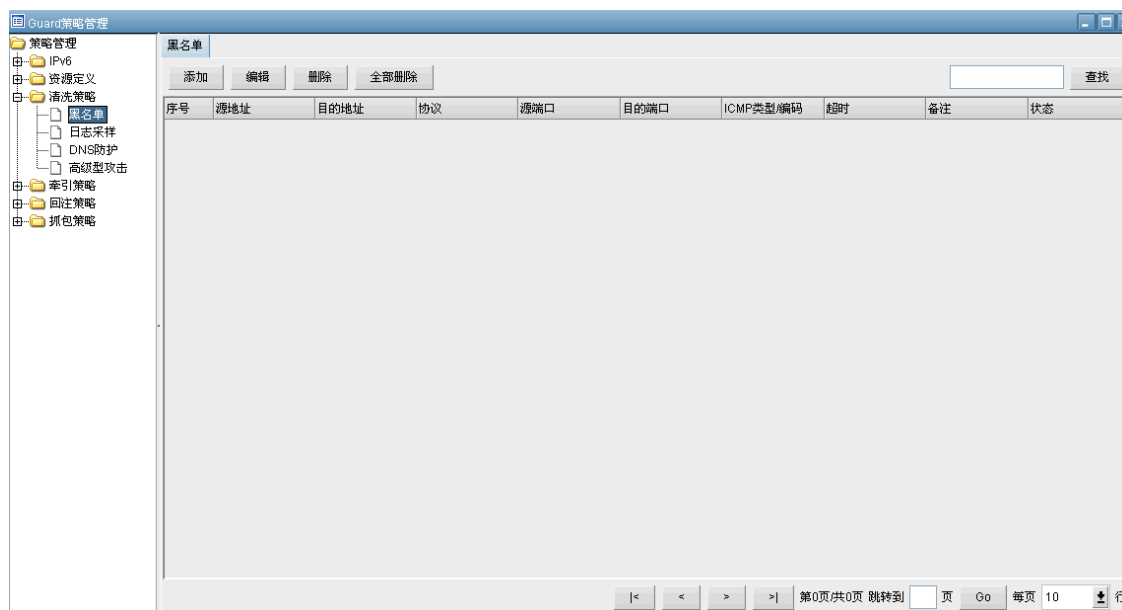 Guard策略管理
策略管理
IPv6
资源定义
清洗策略
黑名单
日志采样
DNS防护
高级型攻击
牵引策略
回注策略
抓包策略
黑名单
添加 编辑 删除 全部删除 查找
序号 源地址 目的地址 协议 源端口 目的端口 ICMP类型/编码 超时 备注 状态
|< < > >| 第0页/共0页 跳转到 页 Go 每页 10 行